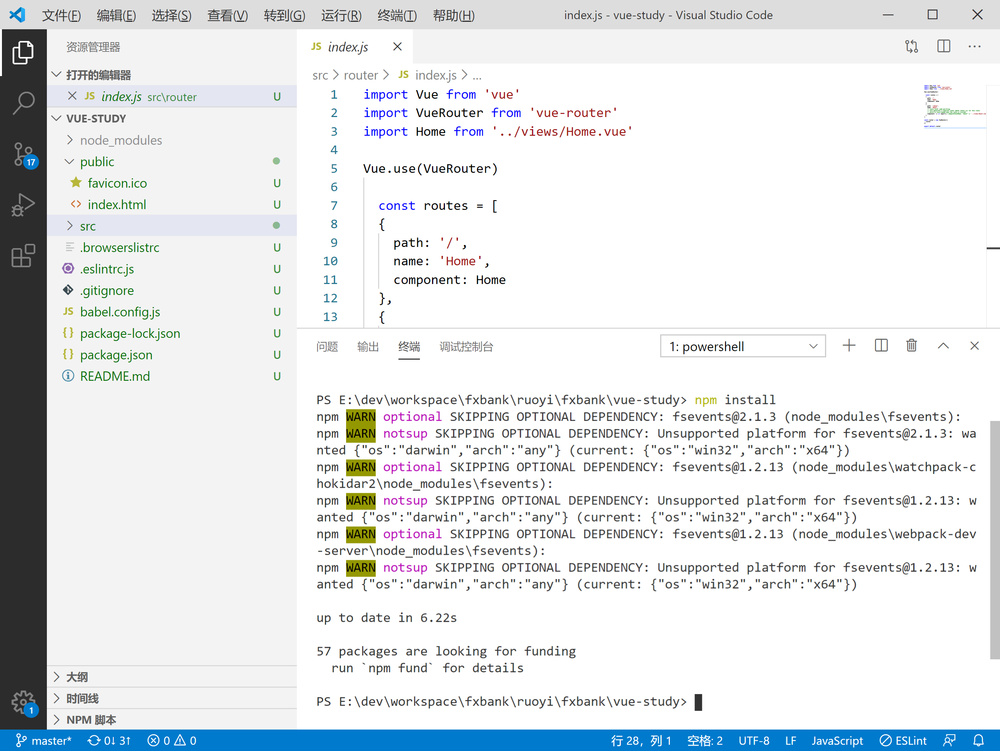 文件(F) 编辑(E) 选择(S) 查看(V) 转到(G) 运行(R) 终端(T) 帮助(H) index.js - vue-study - Visual Studio Code
资源管理器
打开的编辑器
JS index.js src\router U
VUE-STUDY
node_modules
public
favicon.ico U
index.html U
src
.browserslistrc U
.eslintrc.js U
.gitignore U
JS babel.config.js U
{} package-lock.json U
{} package.json U
README.md U
大纲
时间线
NPM 脚本
17
1
JS index.js
src > router > JS index.js > ...
1 import Vue from 'vue'
2 import VueRouter from 'vue-router'
3 import Home from '../views/Home.vue'
4
5 Vue.use(VueRouter)
6
7 const routes = [
8 {
9 path: '/',
10 name: 'Home',
11 component: Home
12 },
13 {
问题 输出 终端 调试控制台 1: powershell
PS E:\dev\workspace\fxbank\ruoyi\fxbank\vue-study> npm install
npm WARN optional SKIPPING OPTIONAL DEPENDENCY: fsevents@2.1.3 (node_modules\fsevents):
npm WARN notsup SKIPPING OPTIONAL DEPENDENCY: Unsupported platform for fsevents@2.1.3: wa
nted {"os":"darwin","arch":"any"} (current: {"os":"win32","arch":"x64"})
npm WARN optional SKIPPING OPTIONAL DEPENDENCY: fsevents@1.2.13 (node_modules\watchpack-c
hokidar2\node_modules\fsevents):
npm WARN notsup SKIPPING OPTIONAL DEPENDENCY: Unsupported platform for fsevents@1.2.13: w
anted {"os":"darwin","arch":"any"} (current: {"os":"win32","arch":"x64"})
npm WARN optional SKIPPING OPTIONAL DEPENDENCY: fsevents@1.2.13 (node_modules\webpack-dev
-server\node_modules\fsevents):
npm WARN notsup SKIPPING OPTIONAL DEPENDENCY: Unsupported platform for fsevents@1.2.13: w
anted {"os":"darwin","arch":"any"} (current: {"os":"win32","arch":"x64"})
up to date in 6.22s
57 packages are looking for funding
run `npm fund` for details
PS E:\dev\workspace\fxbank\ruoyi\fxbank\vue-study>
master* 0↓ 3↑ 0 0 行 28，列 1 空格: 2 UTF-8 LF JavaScript ESLint